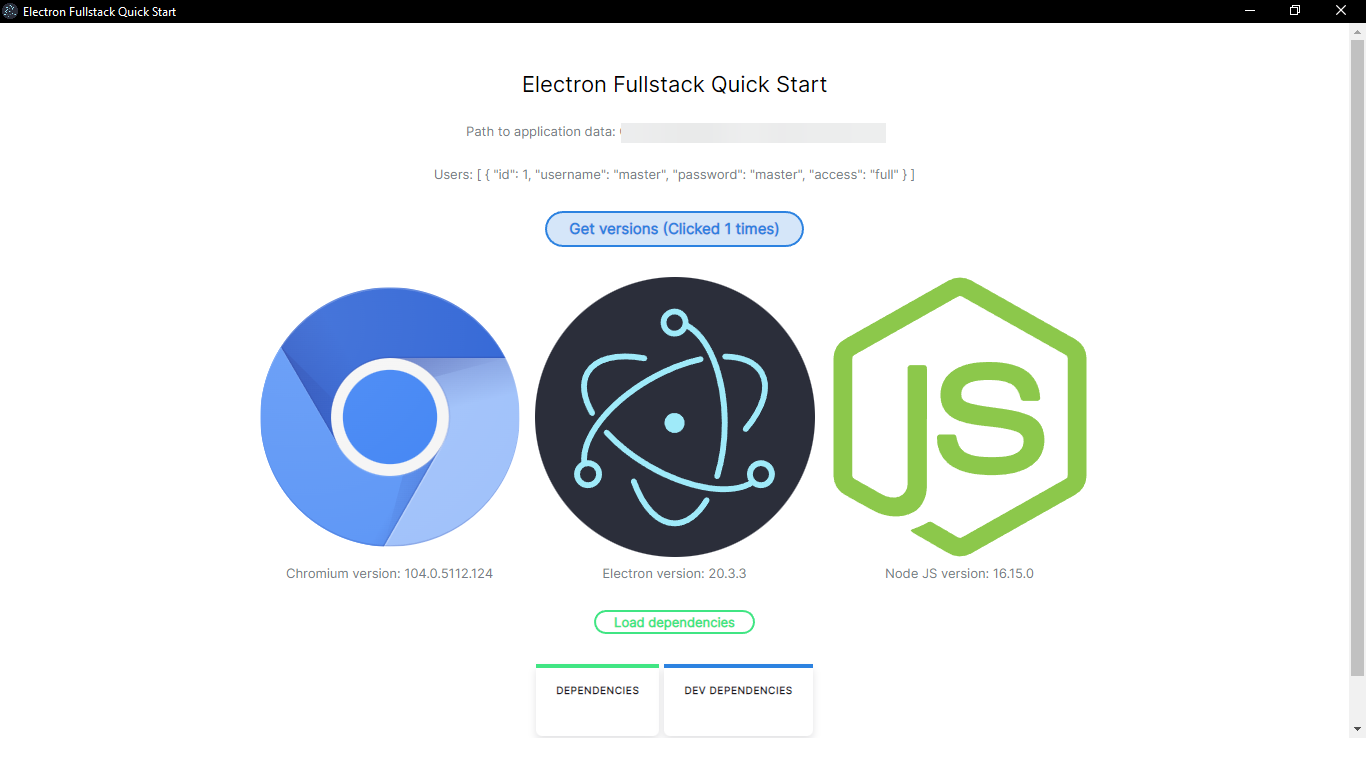 Electron Fullstack Quick Start
Electron Fullstack Quick Start
Path to application data:
Users: [ { "id": 1, "username": "master", "password": "master", "access": "full" } ]
Get versions (Clicked 1 times)
JS
Chromium version: 104.0.5112.124
Electron version: 20.3.3
Node JS version: 16.15.0
Load dependencies
DEPENDENCIES
DEV DEPENDENCIES